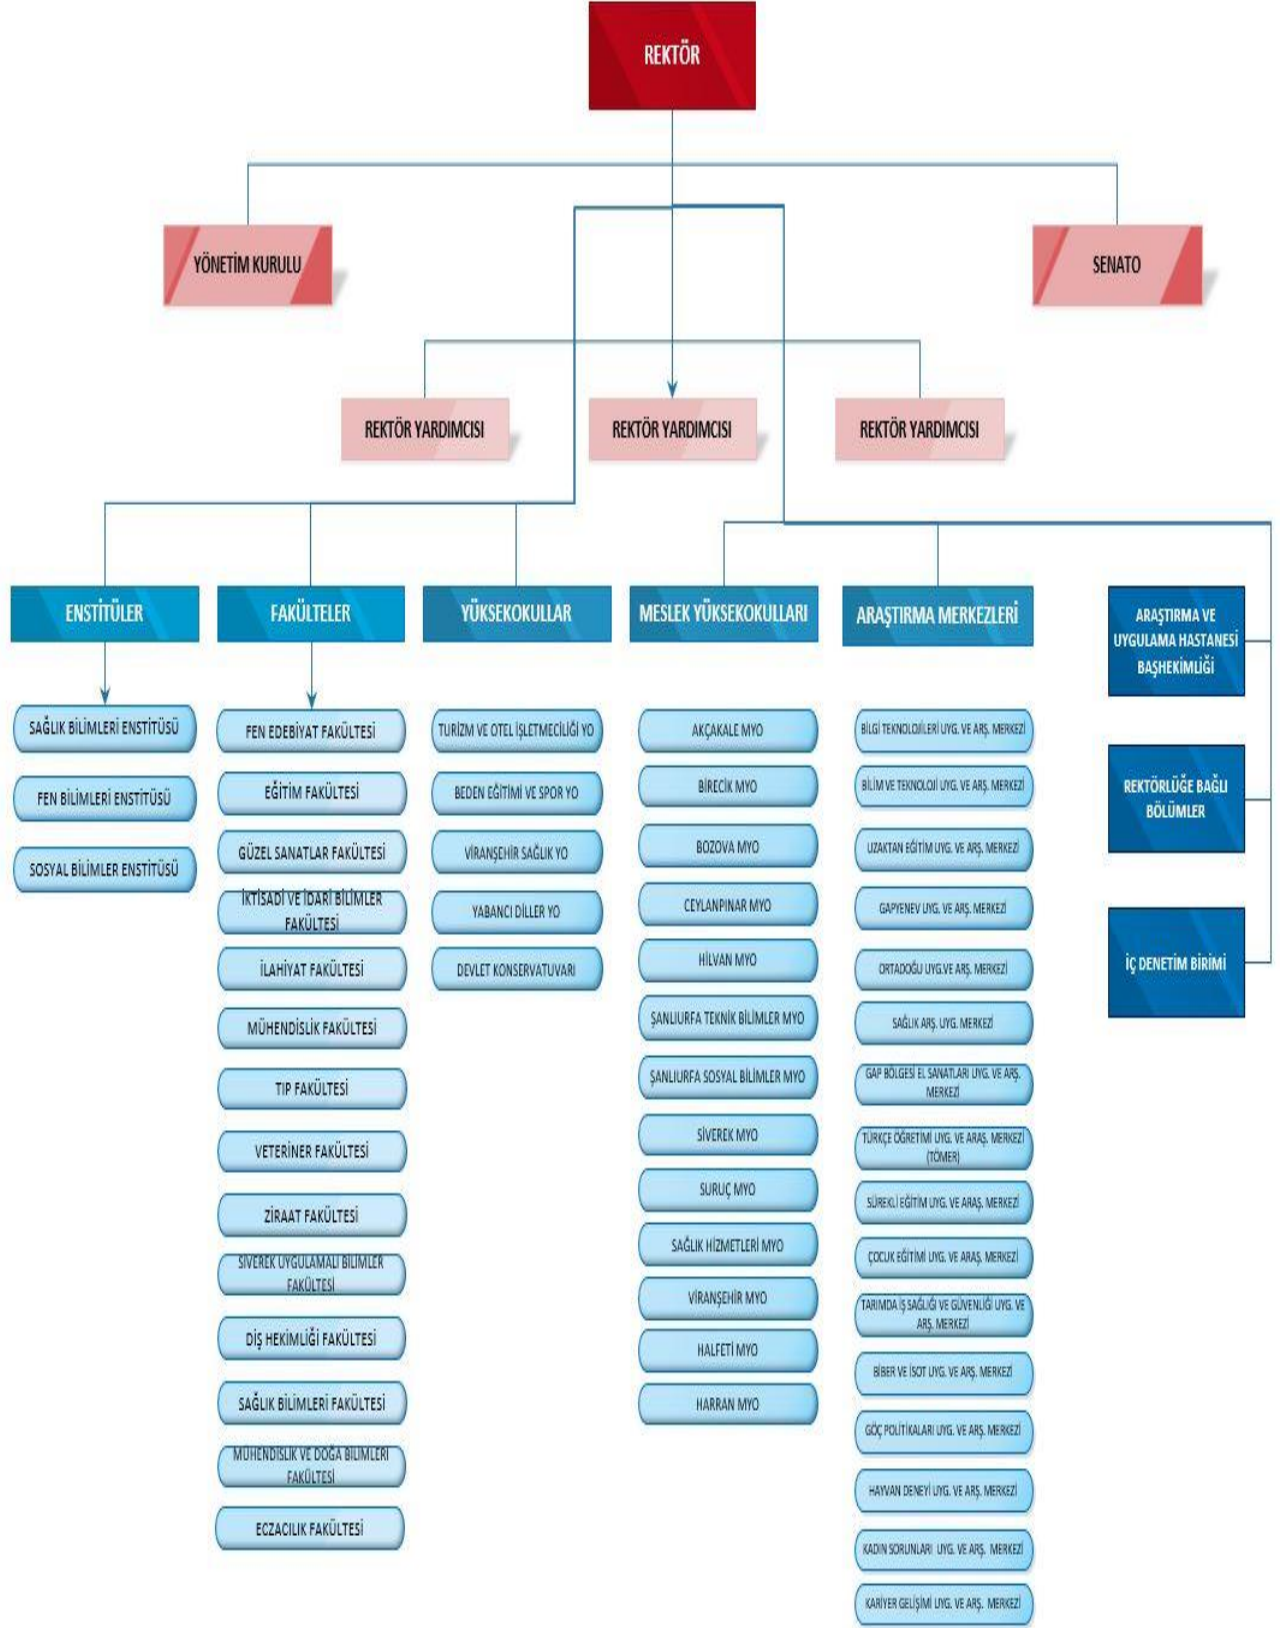 REKTÖR
YÖNETİM KURULU
SENATO
REKTÖR YARDIMCISI
REKTÖR YARDIMCISI
REKTÖR YARDIMCISI
ENSTİTÜLER
SAĞLIK BİLİMLERİ ENSTİTÜSÜ
FEN BİLİMLERİ ENSTİTÜSÜ
SOSYAL BİLİMLER ENSTİTÜSÜ
FAKÜLTELER
FEN EDEBİYAT FAKÜLTESİ
EĞİTİM FAKÜLTESİ
GÜZEL SANATLAR FAKÜLTESİ
İKTİSADİ VE İDARİ BİLİMLER
FAKÜLTESİ
İLAHİYAT FAKÜLTESİ
MÜHENDİSLİK FAKÜLTESİ
TIP FAKÜLTESİ
VETERİNER FAKÜLTESİ
ZİRAAT FAKÜLTESİ
SİVEREK UYGULAMALI BİLİMLER
FAKÜLTESİ
DİŞ HEKİMLİĞİ FAKÜLTESİ
SAĞLIK BİLİMLERİ FAKÜLTESİ
MÜHENDİSLİK VE DOĞA BİLİMLERİ
FAKÜLTESİ
ECZACILIK FAKÜLTESİ
YÜKSEKOKULLAR
TURİZM VE OTEL İŞLETMECİLİĞİ YO
BEDEN EĞİTİMİ VE SPOR YO
VİRANŞEHİR SAĞLIK YO
YABANCI DİLLER YO
DEVLET KONSERVATUVARI
MESLEK YÜKSEKOKULLARI
AKÇAKALE MYO
BİRECİK MYO
BOZOVA MYO
CEYLANPINAR MYO
HİLVAN MYO
ŞANLIURFA TEKNİK BİLİMLER MYO
ŞANLIURFA SOSYAL BİLİMLER MYO
SİVEREK MYO
SURUÇ MYO
SAĞLIK HİZMETLERİ MYO
VİRANŞEHİR MYO
HALFETİ MYO
HARRAN MYO
ARAŞTIRMA MERKEZLERİ
BİLGİ TEKNOLOJİLERİ UYG. VE ARŞ. MERKEZİ
BİLİM VE TEKNOLOJİ UYG. VE ARŞ. MERKEZİ
UZAKTAN EĞİTİM UYG. VE ARŞ. MERKEZİ
GAPYENEV UYG. VE ARŞ. MERKEZİ
ORTADOĞU UYG.VE ARŞ. MERKEZİ
SAĞLIK ARŞ. UYG. MERKEZİ
GAP BÖLGESİ EL SANATLARI UYG. VE ARŞ.
MERKEZİ
TÜRKÇE ÖĞRETİMİ UYG. VE ARAŞ. MERKEZİ
(TÖMER)
SÜREKLİ EĞİTİM UYG. VE ARAŞ. MERKEZİ
ÇOCUK EĞİTİMİ UYG. VE ARAŞ. MERKEZİ
TARIMDA İŞ SAĞLIĞI VE GÜVENLİĞİ UYG. VE
ARŞ. MERKEZİ
BİBER VE İSOT UYG. VE ARŞ. MERKEZİ
GÖÇ POLİTİKALARI UYG. VE ARŞ. MERKEZİ
HAYVAN DENEYİ UYG. VE ARŞ. MERKEZİ
KADIN SORUNLARI UYG. VE ARŞ. MERKEZİ
KARİYER GELİŞİMİ UYG. VE ARŞ. MERKEZİ
ARAŞTIRMA VE
UYGULAMA HASTANESİ
BAŞHEKİMLİĞİ
REKTÖRLÜĞE BAĞLI
BÖLÜMLER
İÇ DENETİM BİRİMİ